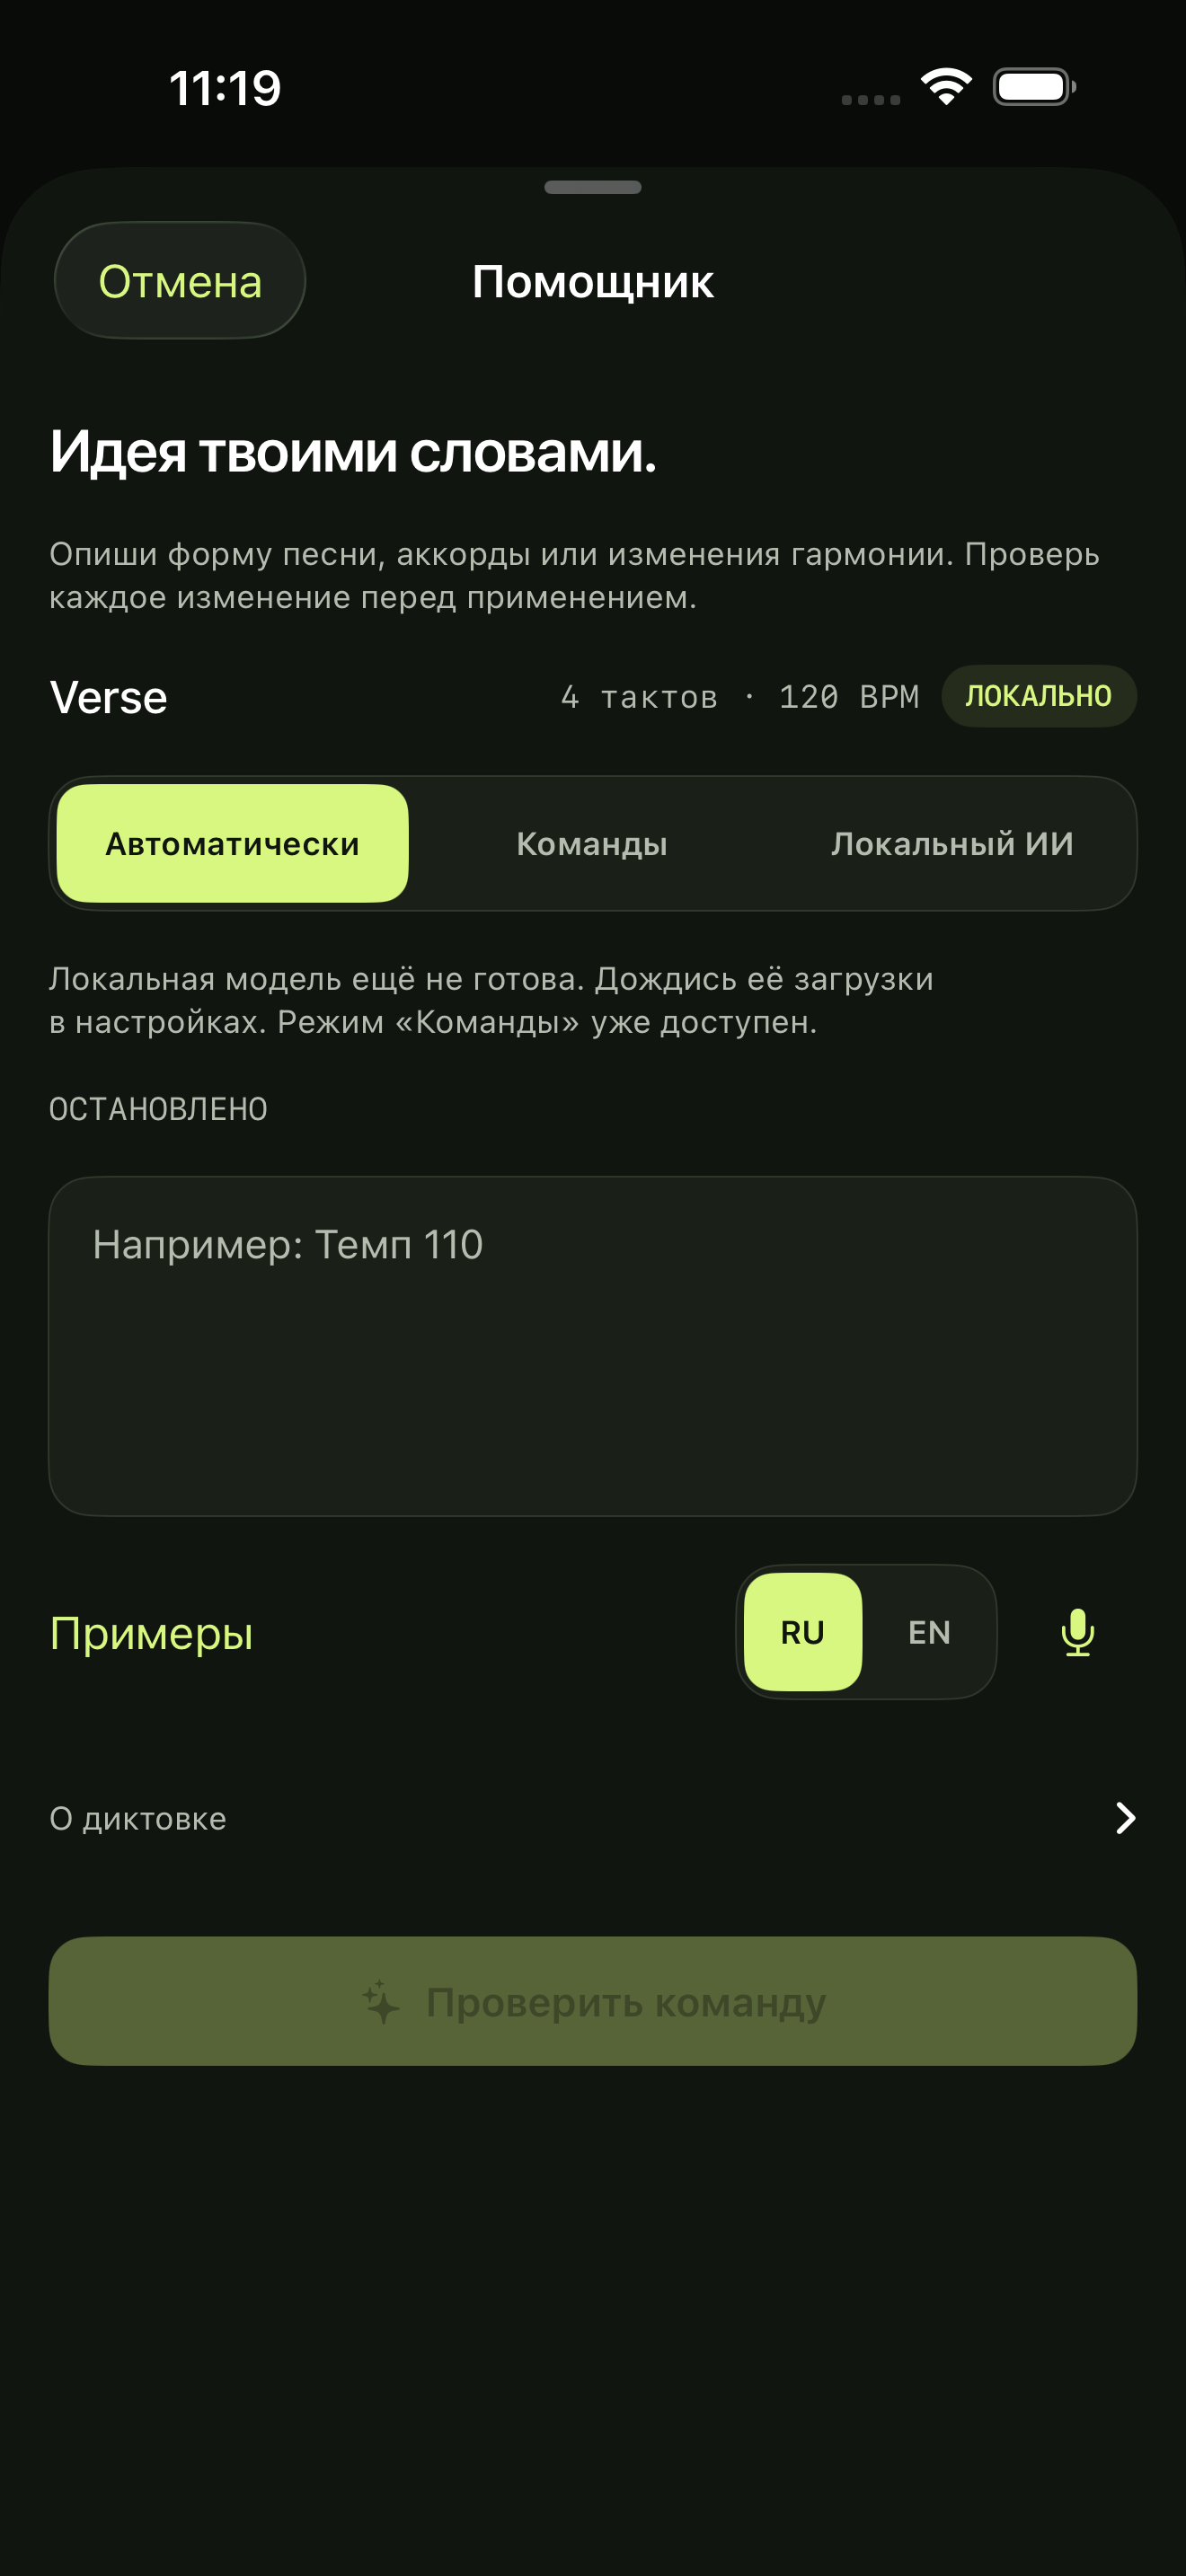 11:19
Отмена
Помощник
Идея твоими словами.
Опиши форму песни, аккорды или изменения гармонии. Проверь
каждое изменение перед применением.
Verse
4 тактов · 120 BPM
ЛОКАЛЬНО
Автоматически
Команды
Локальный ИИ
Локальная модель ещё не готова. Дождись её загрузки
в настройках. Режим «Команды» уже доступен.
ОСТАНОВЛЕНО
Например: Темп 110
Примеры
RU
EN
О диктовке
Проверить команду